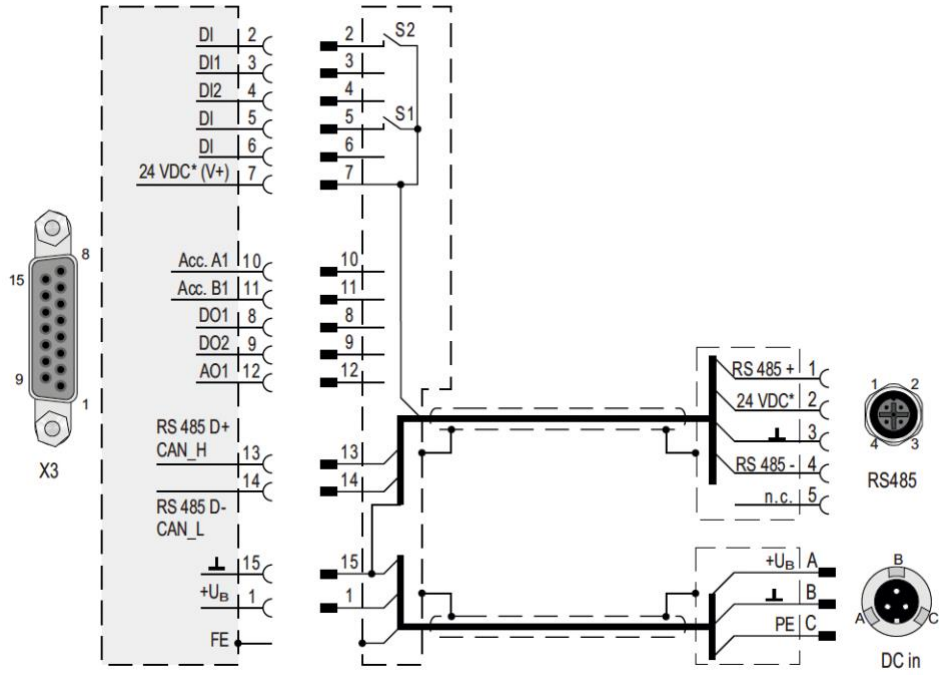 DI 2 2 S2
DI1 3 3
DI2 4 4
DI 5 5 S1
DI 6 6
24 VDC* (V+) 7 7
8
15
9
1
X3
Acc. A1 10 10
Acc. B1 11 11
DO1 8 8
DO2 9 9
AO1 12 12
RS 485 D+
CAN_H 13 13
14 14
RS 485 D-
CAN_L
15 15
+UB 1 1
FE
RS 485 + 1
24 VDC* 2
3
RS 485 - 4
n.c. 5
1 2
4 3
RS485
+UB A
B
PE C
B
A C
DC in